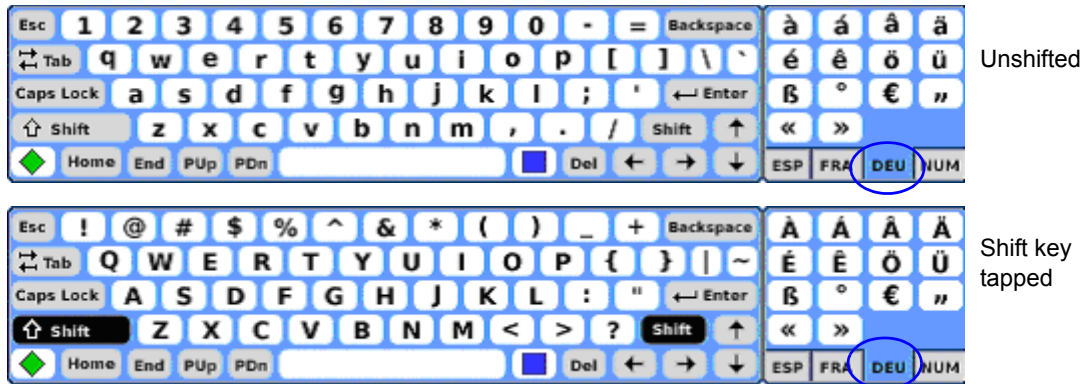 Esc 1 2 3 4 5 6 7 8 9 0 - = Backspace à á â ä
Tab q w e r t y u i o p [ ] \ ` é ê ö ü
Unshifted
Caps Lock a s d f g h j k l ; ' Enter ß ° € „
Shift z x c v b n m , . / Shift ↑ « »
Home End PUp PDn Del ← → ↓ ESP FRA DEU NUM
Esc ! @ # $ % ^ & * ( ) _ + Backspace À Á Â Ä
Tab Q W E R T Y U I O P { } | ~ É Ê Ö Ü
Shift key
tapped
Caps Lock A S D F G H J K L : " Enter ß ° € „
Shift Z X C V B N M < > ? Shift ↑ « »
Home End PUp PDn Del ← → ↓ ESP FRA DEU NUM